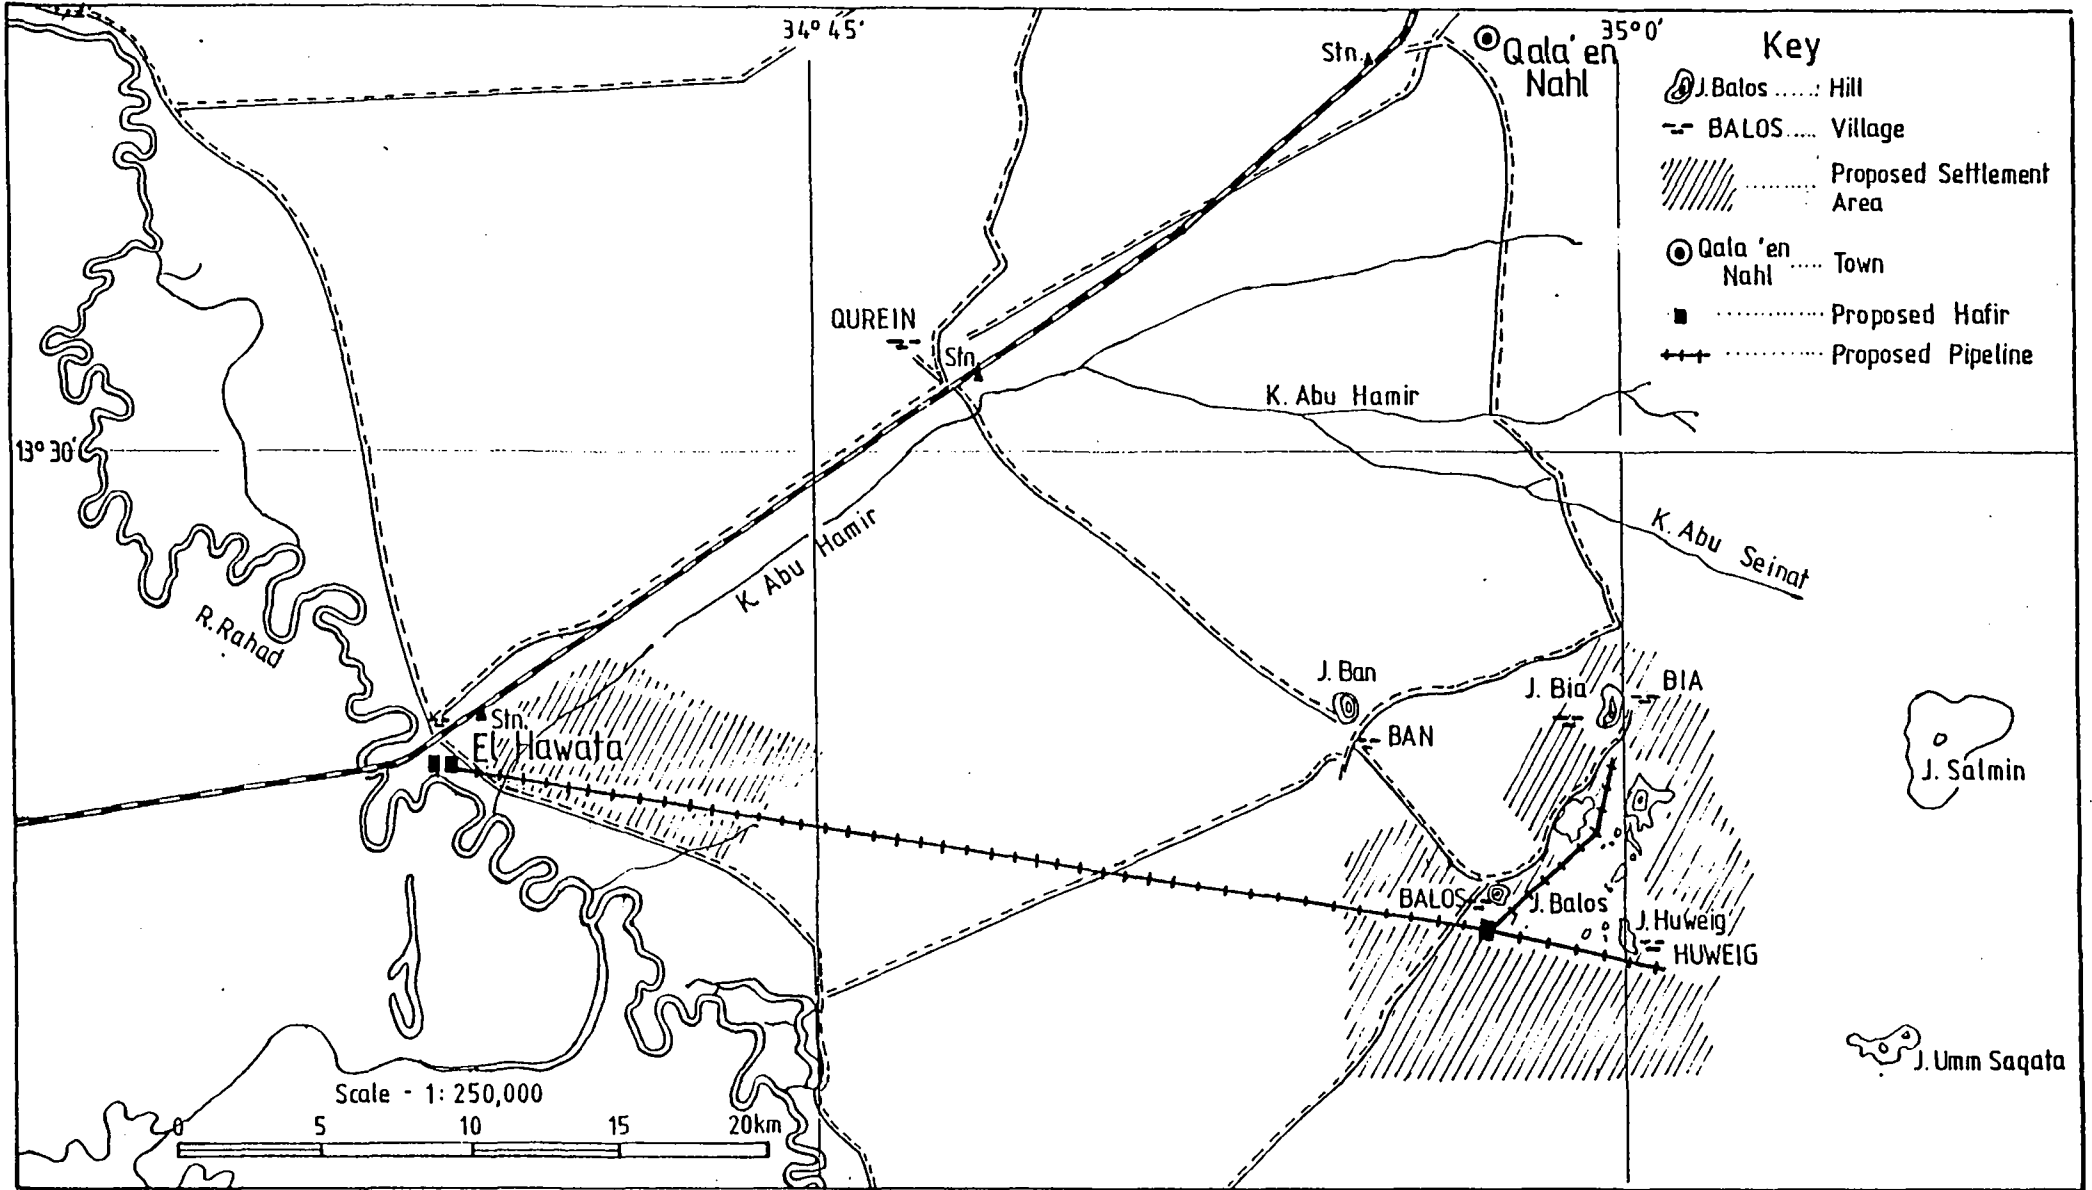 34° 45′
35° 0′
Stn.
Qala' en
Nahl
Key
J. Balos ..... Hill
BALOS..... Village
Proposed Settlement
Area
Qala 'en
Nahl ..... Town
Proposed Hafir
Proposed Pipeline
QUREIN
Stn
K. Abu Hamir
13° 30′
K. Abu Seinat
K. Abu Hamir
R. Rahad
J. Ban
J. Bia
BIA
Stn.
El Hawata
BAN
J. Salmin
BALOS
J. Balos
J. Huweig
HUWEIG
J. Umm Saqata
Scale - 1: 250,000
0 5 10 15 20km